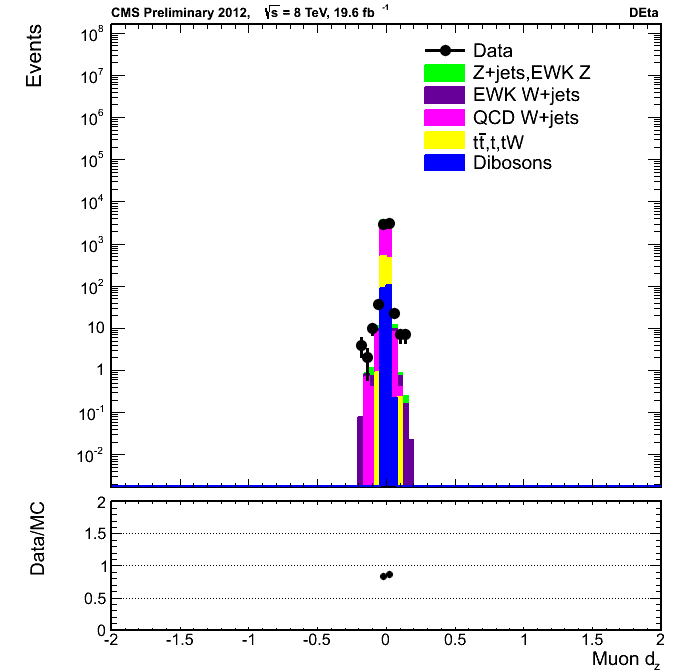 CMS Preliminary 2012, √s = 8 TeV, 19.6 fb⁻¹ DEta
Events
10⁸
10⁷
10⁶
10⁵
10⁴
10³
10²
10
1
10⁻¹
10⁻²
Data
Z+jets,EWK Z
EWK W+jets
QCD W+jets
tt̄,t,tW
Dibosons
Data/MC
2
1.5
1
0.5
0
-2 -1.5 -1 -0.5 0 0.5 1 1.5 2
Muon d_z